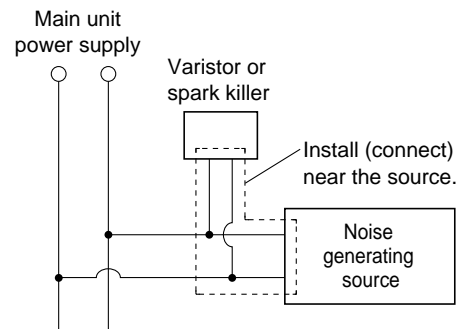 Main unit
power supply
Varistor or
spark killer
Install (connect)
near the source.
Noise
generating
source